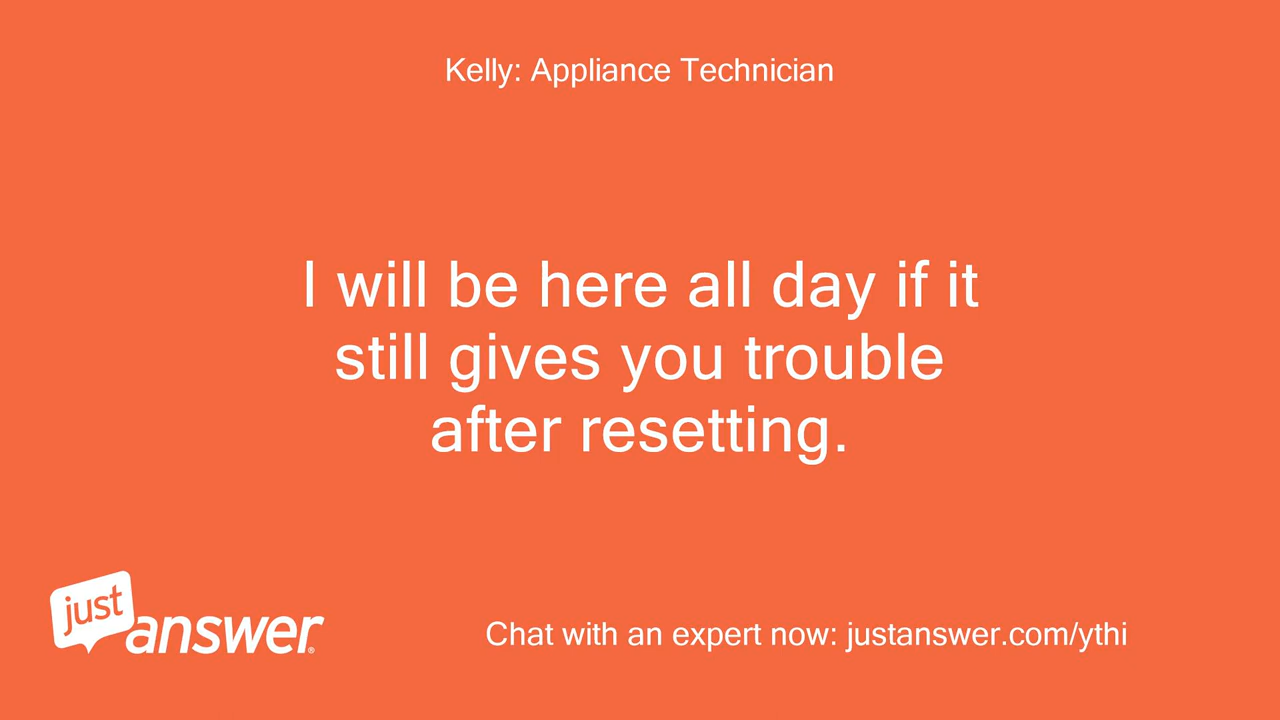 Kelly: Appliance Technician
I will be here all day if it
still gives you trouble
after resetting.
just
answer®
Chat with an expert now: justanswer.com/ythi